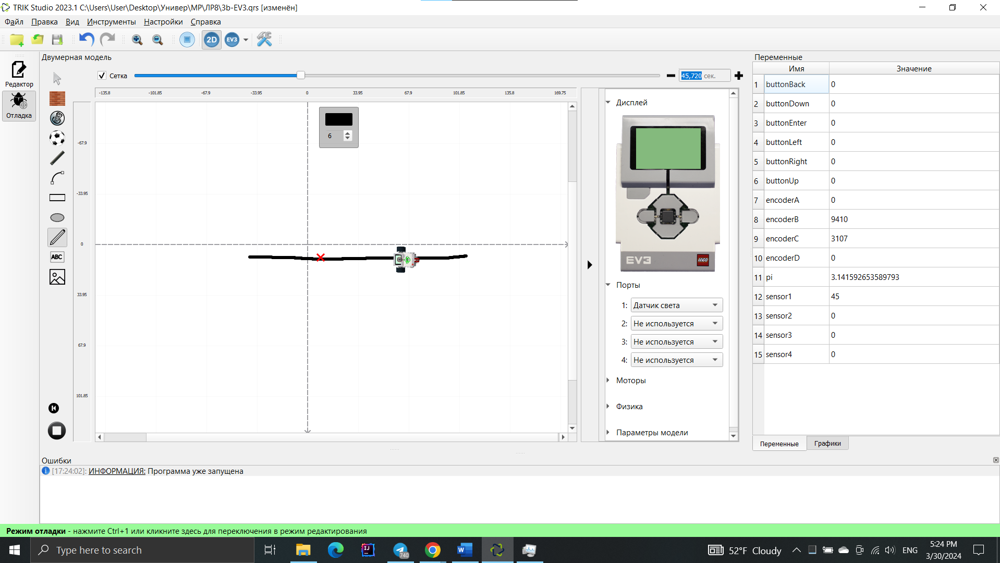 TRIK Studio 2023.1 C:\Users\User\Desktop\Универ\МР\ЛР8\3b-EV3.qrs [изменён]
Файл Правка Вид Инструменты Настройки Справка
2D EV3
Двумерная модель
Переменные
Редактор
Отладка
Сетка
45,720 сек.
-135.8 -101.85 -67.9 -33.95 0 33.95 67.9 101.85 135.8 169.75
-67.9
-33.95
0
33.95
67.9
101.85
6
ABC
Дисплей
EV3
LEGO
Порты
1: Датчик света
2: Не используется
3: Не используется
4: Не используется
Моторы
Физика
Параметры модели
Имя Значение
1 buttonBack 0
2 buttonDown 0
3 buttonEnter 0
4 buttonLeft 0
5 buttonRight 0
6 buttonUp 0
7 encoderA 0
8 encoderB 9410
9 encoderC 3107
10 encoderD 0
11 pi 3.141592653589793
12 sensor1 45
13 sensor2 0
14 sensor3 0
15 sensor4 0
Переменные Графики
Ошибки
[17:24:02]: ИНФОРМАЦИЯ: Программа уже запущена
Режим отладки - нажмите Ctrl+1 или кликните здесь для переключения в режим редактирования
Type here to search
IJ
740
W
52°F Cloudy
ENG
5:24 PM
3/30/2024